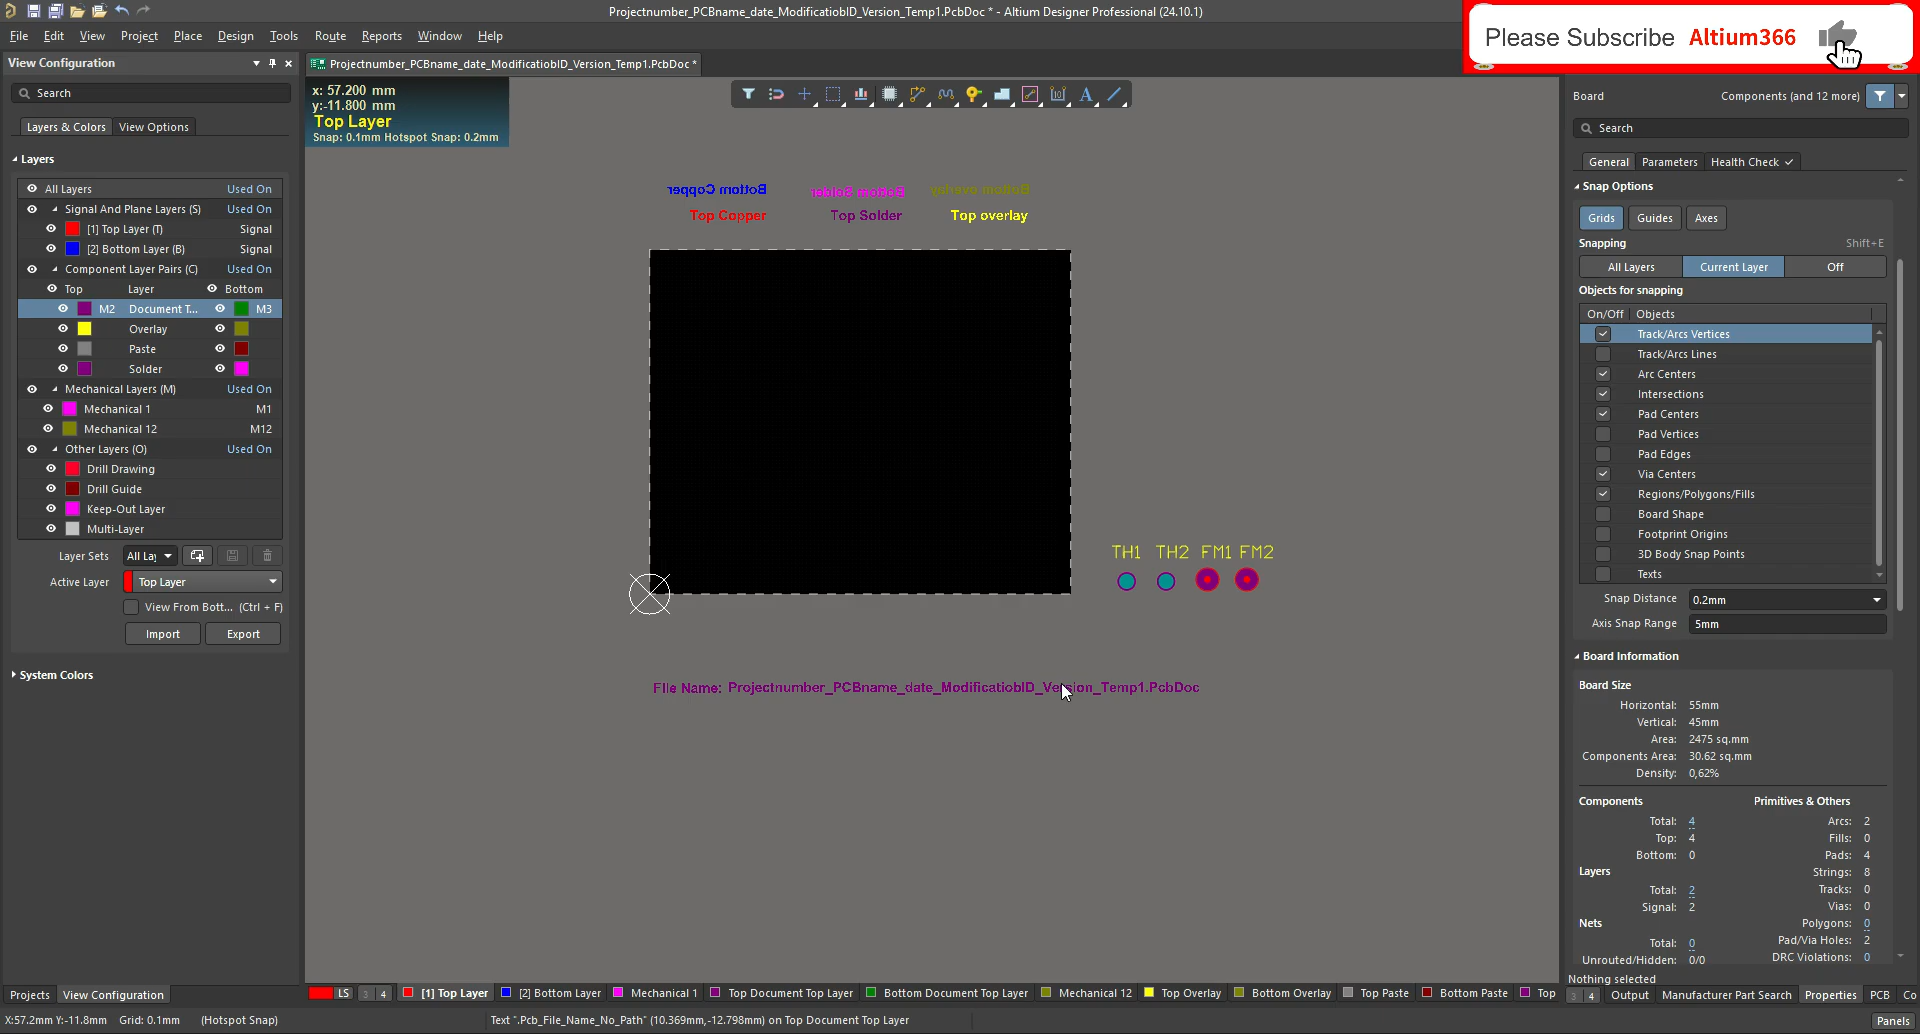 Projectnumber_PCBname_date_ModificatiobID_Version_Temp1.PcbDoc * - Altium Designer Professional (24.10.1)
File Edit View Project Place Design Tools Route Reports Window Help
Please Subscribe Altium366
View Configuration
Projectnumber_PCBname_date_ModificatiobID_Version_Temp1.PcbDoc *
Search
Layers & Colors View Options
Layers
All Layers Used On
Signal And Plane Layers (S) Used On
[1] Top Layer (T) Signal
[2] Bottom Layer (B) Signal
Component Layer Pairs (C) Used On
Top Layer Bottom
M2 Document T... M3
Overlay
Paste
Solder
Mechanical Layers (M) Used On
Mechanical 1 M1
Mechanical 12 M12
Other Layers (O) Used On
Drill Drawing
Drill Guide
Keep-Out Layer
Multi-Layer
Layer Sets All Lay
Active Layer Top Layer
View From Bott... (Ctrl + F)
Import Export
System Colors
x: 57.200 mm
y:-11.800 mm
Top Layer
Snap: 0.1mm Hotspot Snap: 0.2mm
Bottom Copper Bottom Solder Bottom overlay
Top Copper Top Solder Top overlay
TH1 TH2 FM1 FM2
File Name: Projectnumber_PCBname_date_ModificatiobID_Version_Temp1.PcbDoc
Board Components (and 12 more)
Search
General Parameters Health Check
Snap Options
Grids Guides Axes
Snapping Shift+E
All Layers Current Layer Off
Objects for snapping
On/Off Objects
Track/Arcs Vertices
Track/Arcs Lines
Arc Centers
Intersections
Pad Centers
Pad Vertices
Pad Edges
Via Centers
Regions/Polygons/Fills
Board Shape
Footprint Origins
3D Body Snap Points
Texts
Snap Distance 0.2mm
Axis Snap Range 5mm
Board Information
Board Size
Horizontal: 55mm
Vertical: 45mm
Area: 2475 sq.mm
Components Area: 30.62 sq.mm
Density: 0,62%
Components Primitives & Others
Total: 4 Arcs: 2
Top: 4 Fills: 0
Bottom: 0 Pads: 4
Layers Strings: 8
Total: 2 Tracks: 0
Signal: 2 Vias: 0
Nets Polygons: 0
Total: 0 Pad/Via Holes: 2
Unrouted/Hidden: 0/0 DRC Violations: 0
Nothing selected
Projects View Configuration
LS 3 4 [1] Top Layer [2] Bottom Layer Mechanical 1 Top Document Top Layer Bottom Document Top Layer Mechanical 12 Top Overlay Bottom Overlay Top Paste Bottom Paste Top
3 4 Output Manufacturer Part Search Properties PCB Co
X:57.2mm Y:-11.8mm Grid: 0.1mm (Hotspot Snap) Text ".Pcb_File_Name_No_Path" (10.369mm,-12.798mm) on Top Document Top Layer
Panels